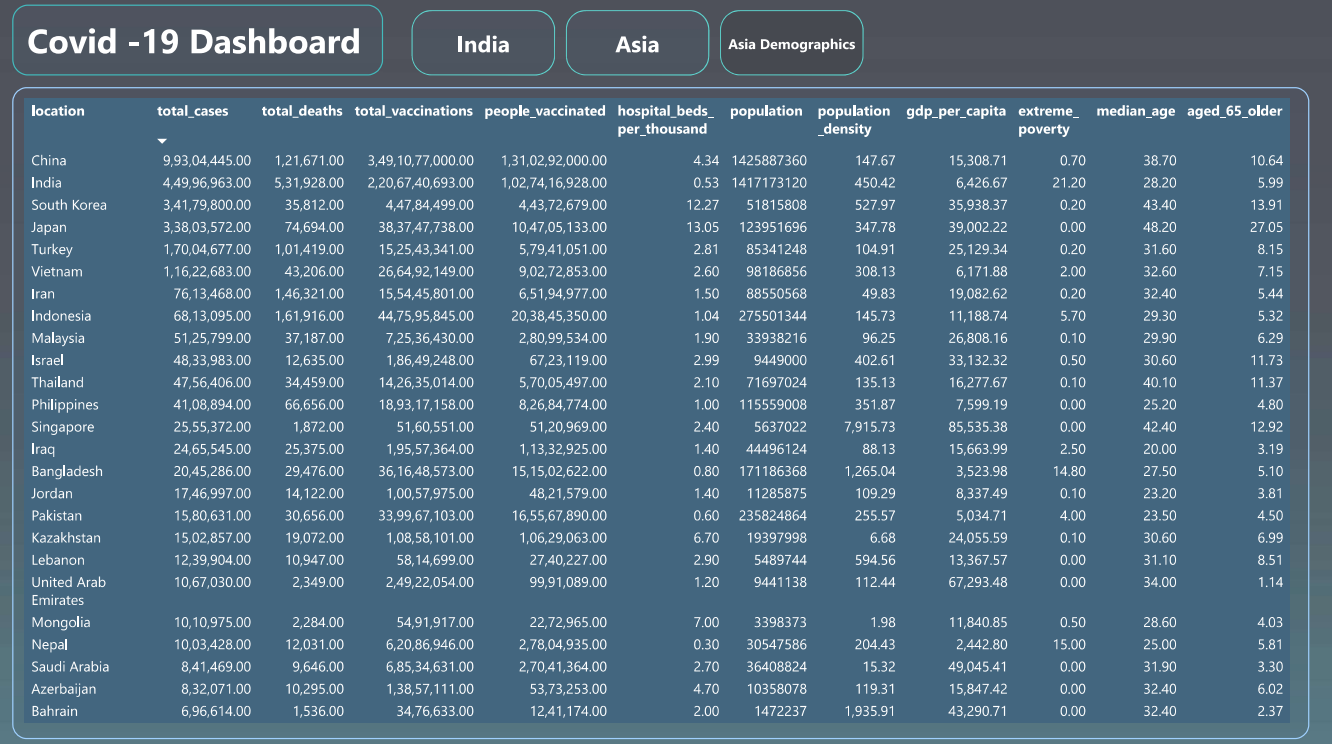 Covid -19 Dashboard India Asia Asia Demographics
location total_cases total_deaths total_vaccinations people_vaccinated hospital_beds_ population population gdp_per_capita extreme_ median_age aged_65_older
per_thousand _density poverty
China 9,93,04,445.00 1,21,671.00 3,49,10,77,000.00 1,31,02,92,000.00 4.34 1425887360 147.67 15,308.71 0.70 38.70 10.64
India 4,49,96,963.00 5,31,928.00 2,20,67,40,693.00 1,02,74,16,928.00 0.53 1417173120 450.42 6,426.67 21.20 28.20 5.99
South Korea 3,41,79,800.00 35,812.00 4,47,84,499.00 4,43,72,679.00 12.27 51815808 527.97 35,938.37 0.20 43.40 13.91
Japan 3,38,03,572.00 74,694.00 38,37,47,738.00 10,47,05,133.00 13.05 123951696 347.78 39,002.22 0.00 48.20 27.05
Turkey 1,70,04,677.00 1,01,419.00 15,25,43,341.00 5,79,41,051.00 2.81 85341248 104.91 25,129.34 0.20 31.60 8.15
Vietnam 1,16,22,683.00 43,206.00 26,64,92,149.00 9,02,72,853.00 2.60 98186856 308.13 6,171.88 2.00 32.60 7.15
Iran 76,13,468.00 1,46,321.00 15,54,45,801.00 6,51,94,977.00 1.50 88550568 49.83 19,082.62 0.20 32.40 5.44
Indonesia 68,13,095.00 1,61,916.00 44,75,95,845.00 20,38,45,350.00 1.04 275501344 145.73 11,188.74 5.70 29.30 5.32
Malaysia 51,25,799.00 37,187.00 7,25,36,430.00 2,80,99,534.00 1.90 33938216 96.25 26,808.16 0.10 29.90 6.29
Israel 48,33,983.00 12,635.00 1,86,49,248.00 67,23,119.00 2.99 9449000 402.61 33,132.32 0.50 30.60 11.73
Thailand 47,56,406.00 34,459.00 14,26,35,014.00 5,70,05,497.00 2.10 71697024 135.13 16,277.67 0.10 40.10 11.37
Philippines 41,08,894.00 66,656.00 18,93,17,158.00 8,26,84,774.00 1.00 115559008 351.87 7,599.19 0.00 25.20 4.80
Singapore 25,55,372.00 1,872.00 51,60,551.00 51,20,969.00 2.40 5637022 7,915.73 85,535.38 0.00 42.40 12.92
Iraq 24,65,545.00 25,375.00 1,95,57,364.00 1,13,32,925.00 1.40 44496124 88.13 15,663.99 2.50 20.00 3.19
Bangladesh 20,45,286.00 29,476.00 36,16,48,573.00 15,15,02,622.00 0.80 171186368 1,265.04 3,523.98 14.80 27.50 5.10
Jordan 17,46,997.00 14,122.00 1,00,57,975.00 48,21,579.00 1.40 11285875 109.29 8,337.49 0.10 23.20 3.81
Pakistan 15,80,631.00 30,656.00 33,99,67,103.00 16,55,67,890.00 0.60 235824864 255.57 5,034.71 4.00 23.50 4.50
Kazakhstan 15,02,857.00 19,072.00 1,08,58,101.00 1,06,29,063.00 6.70 19397998 6.68 24,055.59 0.10 30.60 6.99
Lebanon 12,39,904.00 10,947.00 58,14,699.00 27,40,227.00 2.90 5489744 594.56 13,367.57 0.00 31.10 8.51
United Arab 10,67,030.00 2,349.00 2,49,22,054.00 99,91,089.00 1.20 9441138 112.44 67,293.48 0.00 34.00 1.14
Emirates
Mongolia 10,10,975.00 2,284.00 54,91,917.00 22,72,965.00 7.00 3398373 1.98 11,840.85 0.50 28.60 4.03
Nepal 10,03,428.00 12,031.00 6,20,86,946.00 2,78,04,935.00 0.30 30547586 204.43 2,442.80 15.00 25.00 5.81
Saudi Arabia 8,41,469.00 9,646.00 6,85,34,631.00 2,70,41,364.00 2.70 36408824 15.32 49,045.41 0.00 31.90 3.30
Azerbaijan 8,32,071.00 10,295.00 1,38,57,111.00 53,73,253.00 4.70 10358078 119.31 15,847.42 0.00 32.40 6.02
Bahrain 6,96,614.00 1,536.00 34,76,633.00 12,41,174.00 2.00 1472237 1,935.91 43,290.71 0.00 32.40 2.37